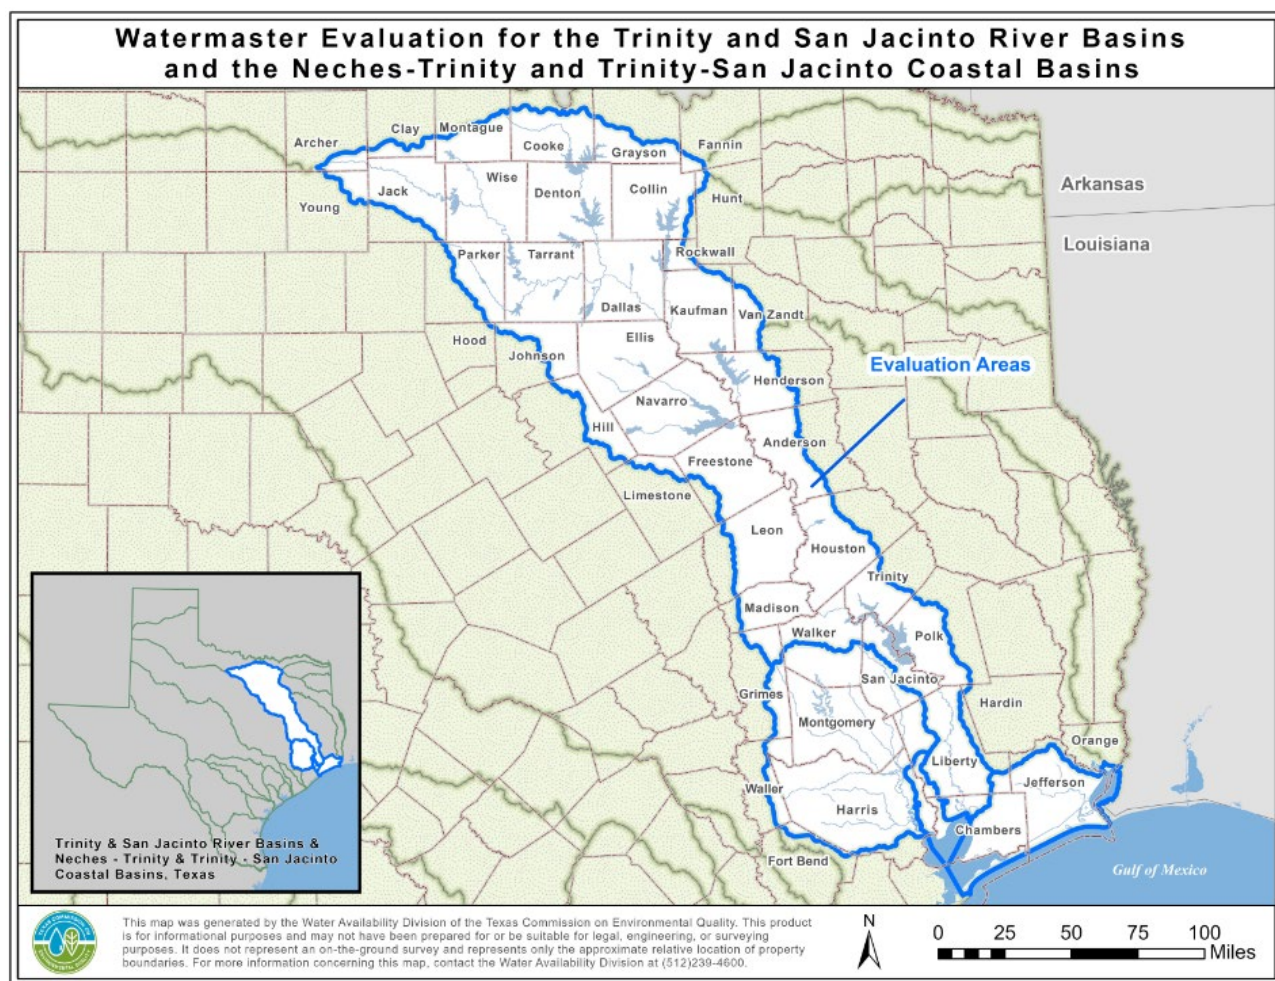 Watermaster Evaluation for the Trinity and San Jacinto River Basins
and the Neches-Trinity and Trinity-San Jacinto Coastal Basins
Archer
Clay
Montague
Cooke
Grayson
Fannin
Arkansas
Louisiana
Young
Jack
Wise
Denton
Collin
Hunt
Parker
Tarrant
Rockwall
Dallas
Kaufman
Van Zandt
Hood
Johnson
Ellis
Evaluation Areas
Henderson
Navarro
Hill
Anderson
Freestone
Limestone
Leon
Houston
Trinity
Madison
Walker
Polk
San Jacinto
Grimes
Montgomery
Hardin
Orange
Liberty
Jefferson
Waller
Harris
Chambers
Fort Bend
Gulf of Mexico
Trinity & San Jacinto River Basins &
Neches - Trinity & Trinity - San Jacinto
Coastal Basins, Texas
This map was generated by the Water Availability Division of the Texas Commission on Environmental Quality. This product
is for informational purposes and may not have been prepared for or be suitable for legal, engineering, or surveying
purposes. It does not represent an on-the-ground survey and represents only the approximate relative location of property
boundaries. For more information concerning this map, contact the Water Availability Division at (512)239-4600.
N
0 25 50 75 100
Miles